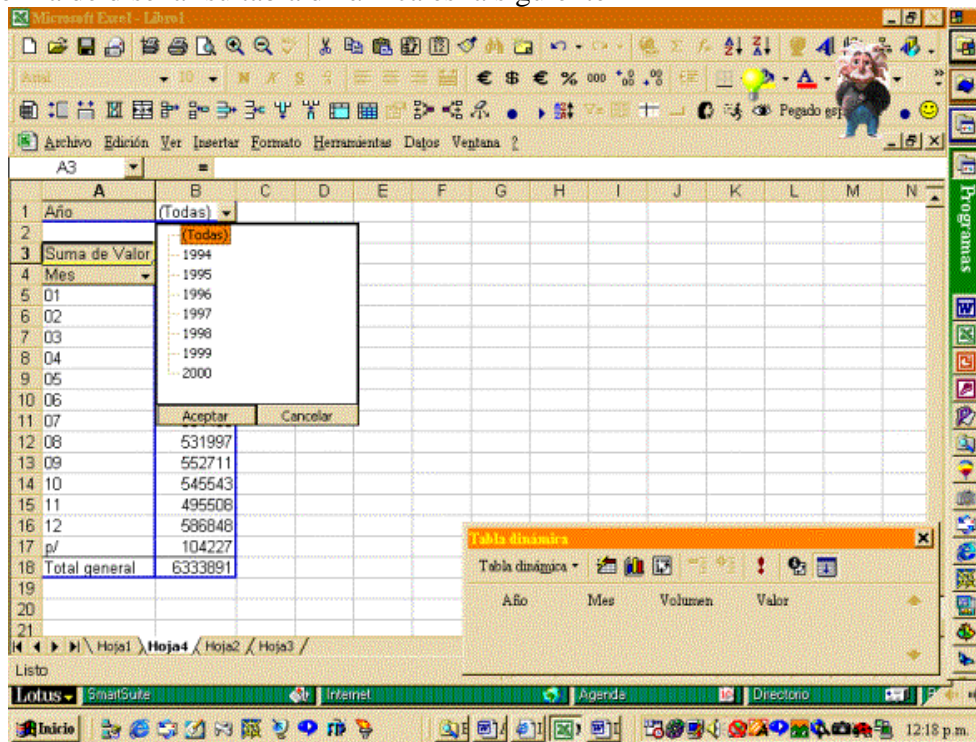 Microsoft Excel - Libro1
Arial 10 N K S € $ € % 000
Pegado
Archivo Edición Ver Insertar Formato Herramientas Datos Ventana ?
A3 =
A B C D E F G H I J K L M N
1 Año (Todas)
2 (Todas)
3 Suma de Valor 1994
4 Mes 1995
5 01 1996
6 02 1997
7 03 1998
8 04 1999
9 05 2000
10 06
11 07 Aceptar Cancelar
12 08 531997
13 09 552711
14 10 545543
15 11 495508
16 12 586848
17 p/ 104227
18 Total general 6333891
19
20
21
Tabla dinámica
Tabla dinámica
Año Mes Volumen Valor
Programas
Hoja1 Hoja4 Hoja2 Hoja3
Listo
Lotus SmartSuite Internet Agenda Directorio
Inicio 12:18 p.m.